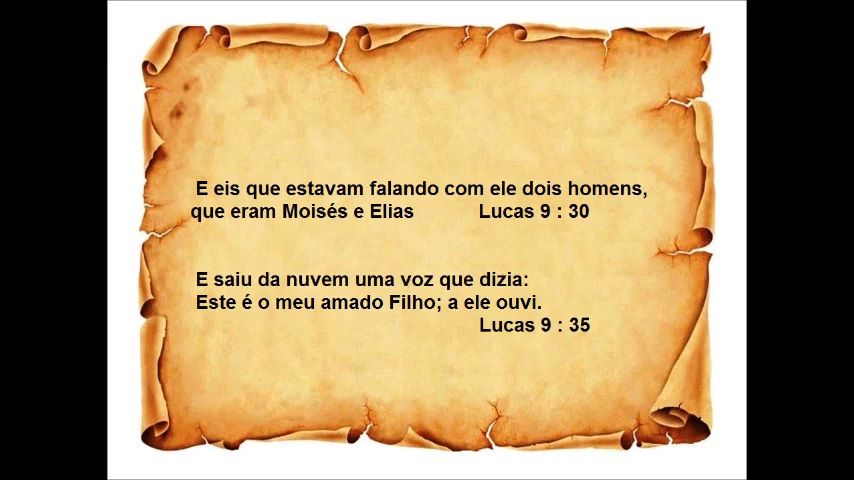 E eis que estavam falando com ele dois homens,
que eram Moisés e Elias Lucas 9 : 30
E saiu da nuvem uma voz que dizia:
Este é o meu amado Filho; a ele ouvi.
Lucas 9 : 35